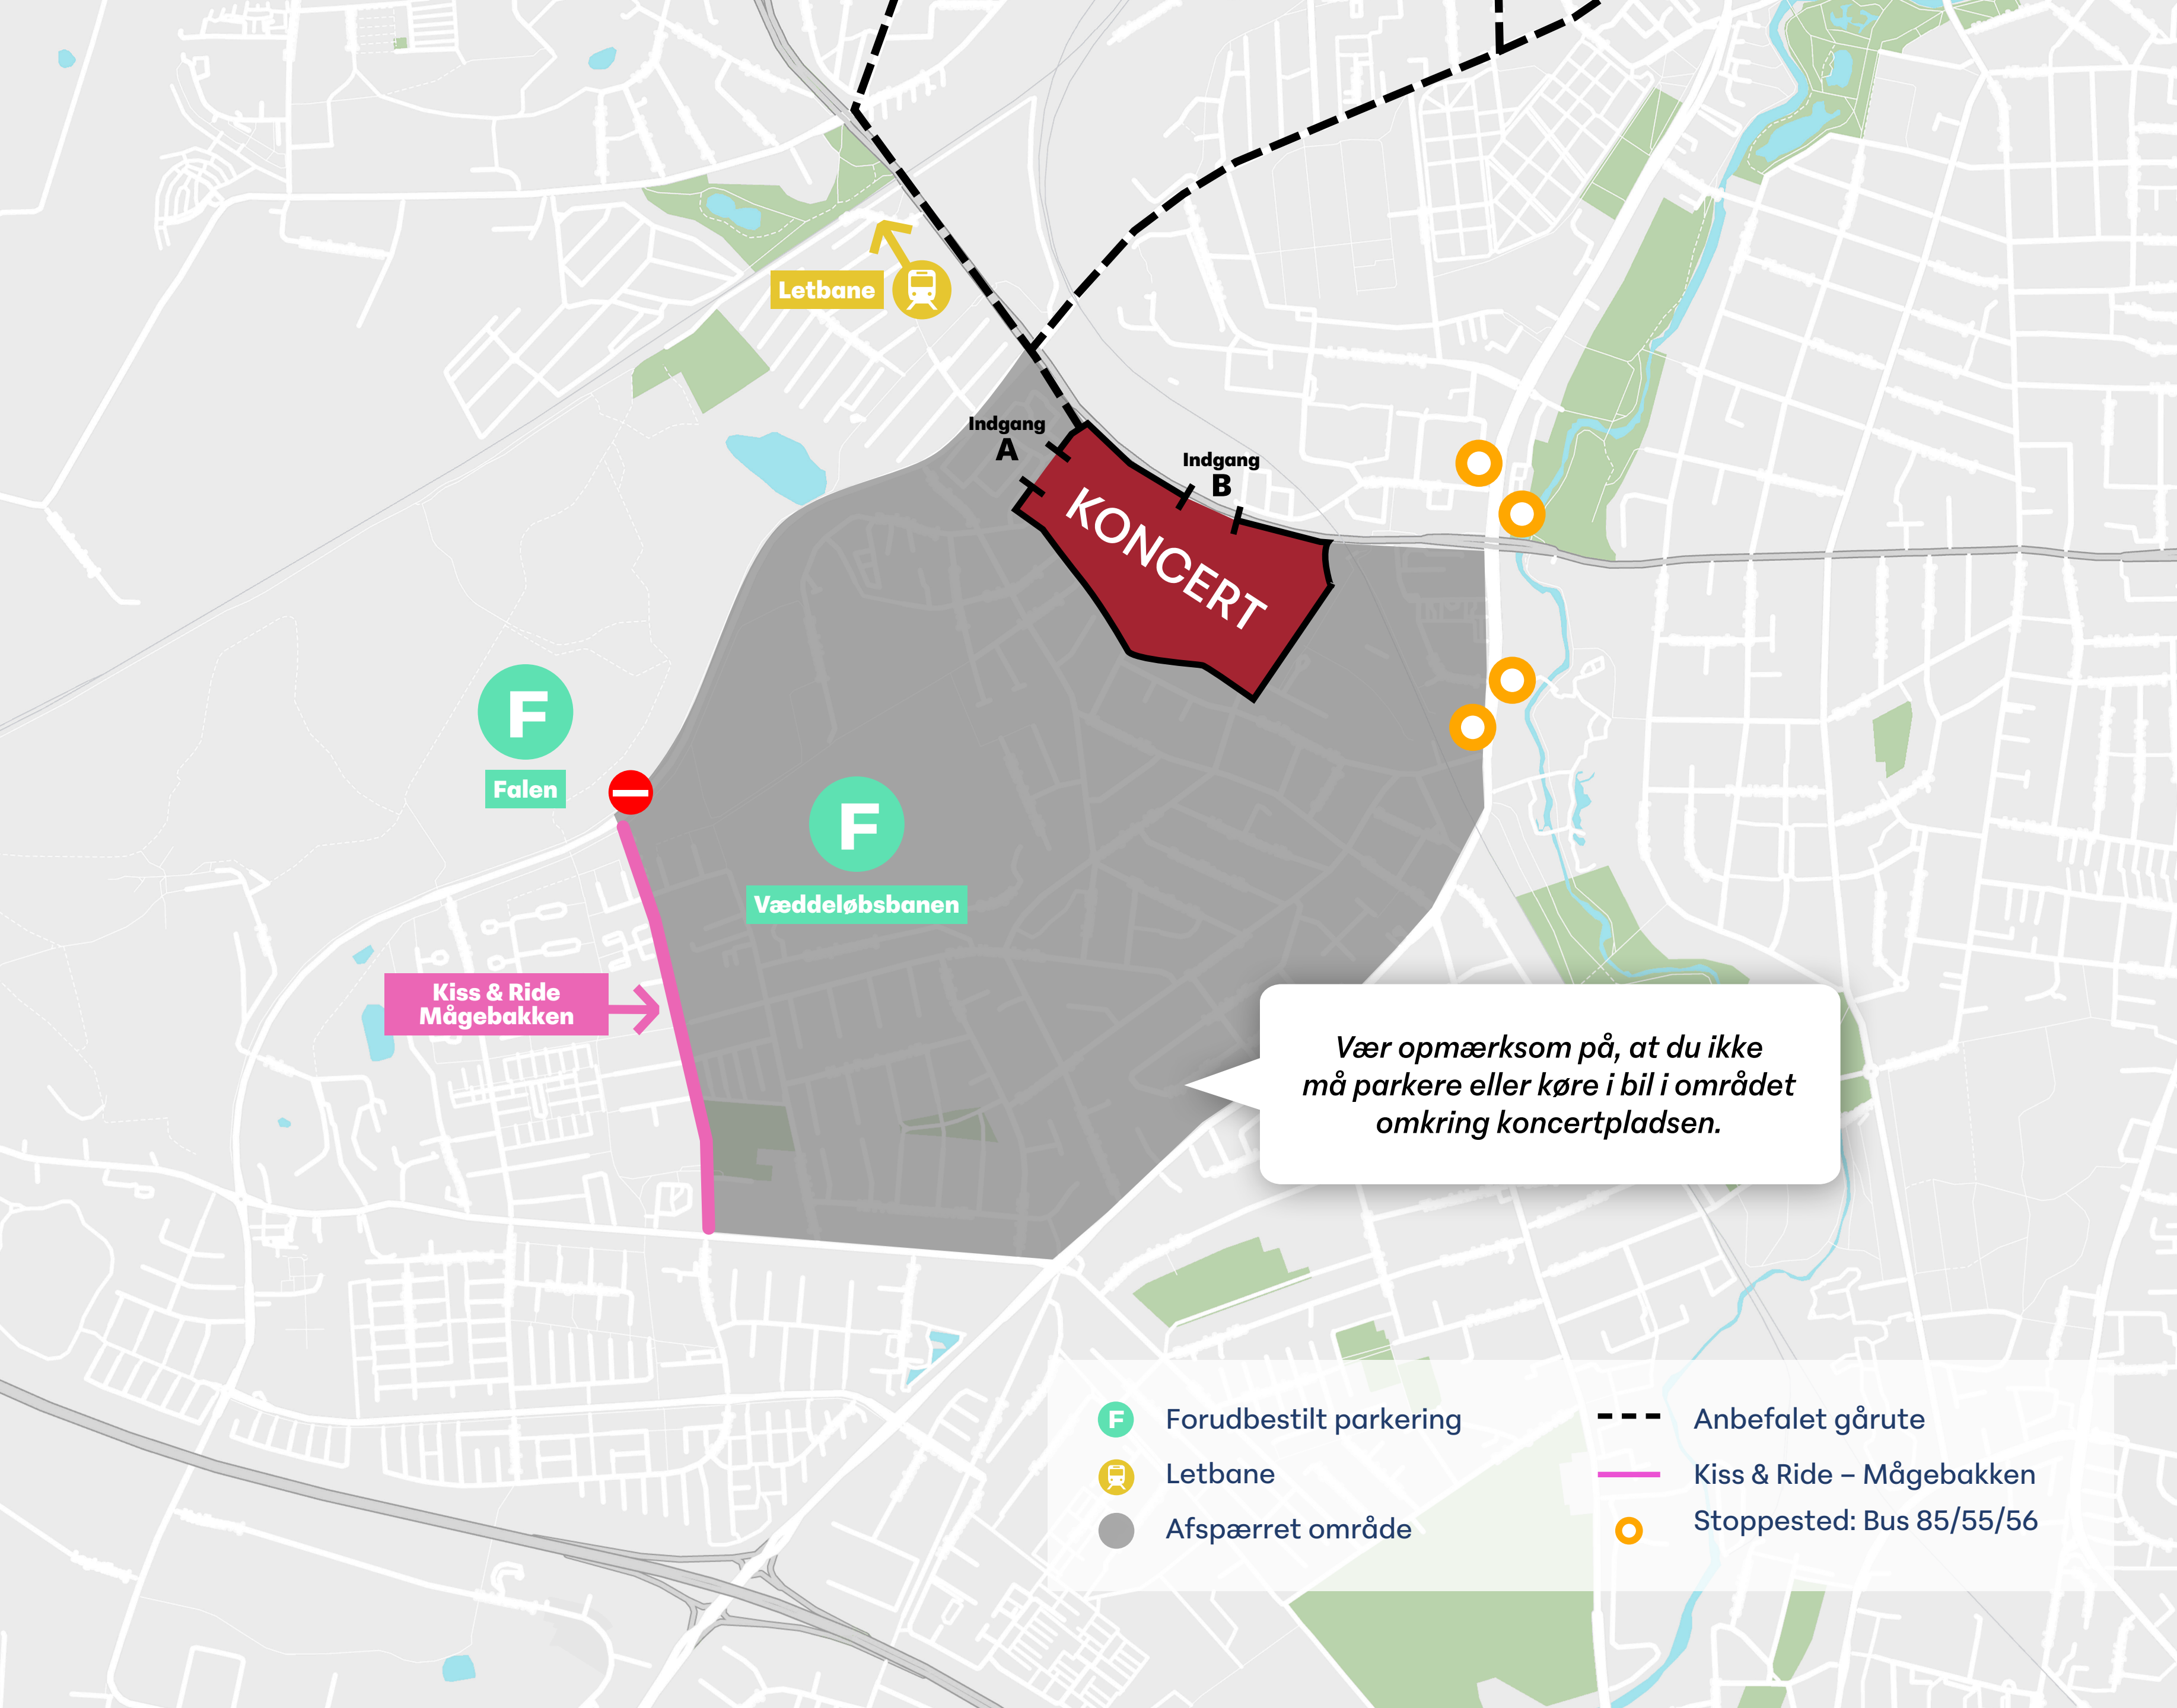 Letbane
Indgang
A
Indgang
B
KONCERT
F
Falen
F
Væddeløbsbanen
Kiss & Ride
Mågebakken
Vær opmærksom på, at du ikke
må parkere eller køre i bil i området
omkring koncertpladsen.
F Forudbestilt parkering
Letbane
Afspærret område
Anbefalet gårute
Kiss & Ride – Mågebakken
Stoppested: Bus 85/55/56